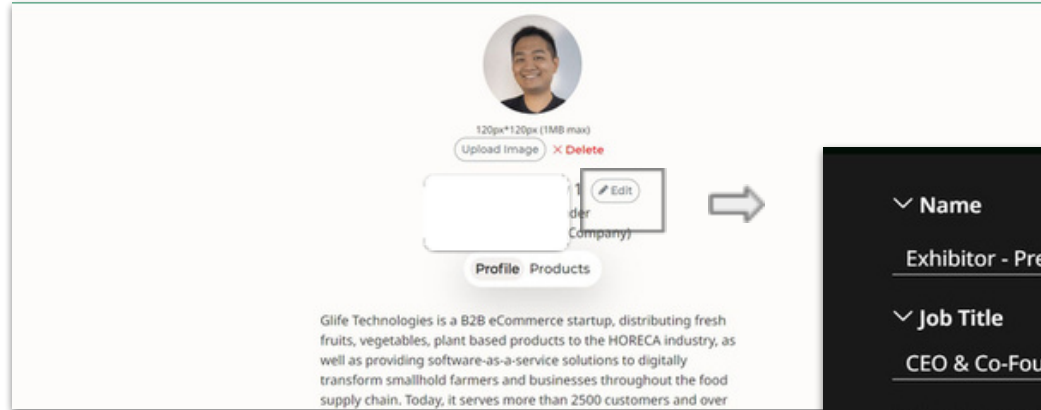 120px*120px (1MB max)
Upload Image × Delete
1 Edit
Company)
Profile Products
Glife Technologies is a B2B eCommerce startup, distributing fresh
fruits, vegetables, plant based products to the HORECA industry, as
well as providing software-as-a-service solutions to digitally
transform smallhold farmers and businesses throughout the food
supply chain. Today, it serves more than 2500 customers and over
Name
Exhibitor - Pre
Job Title
CEO & Co-Fou